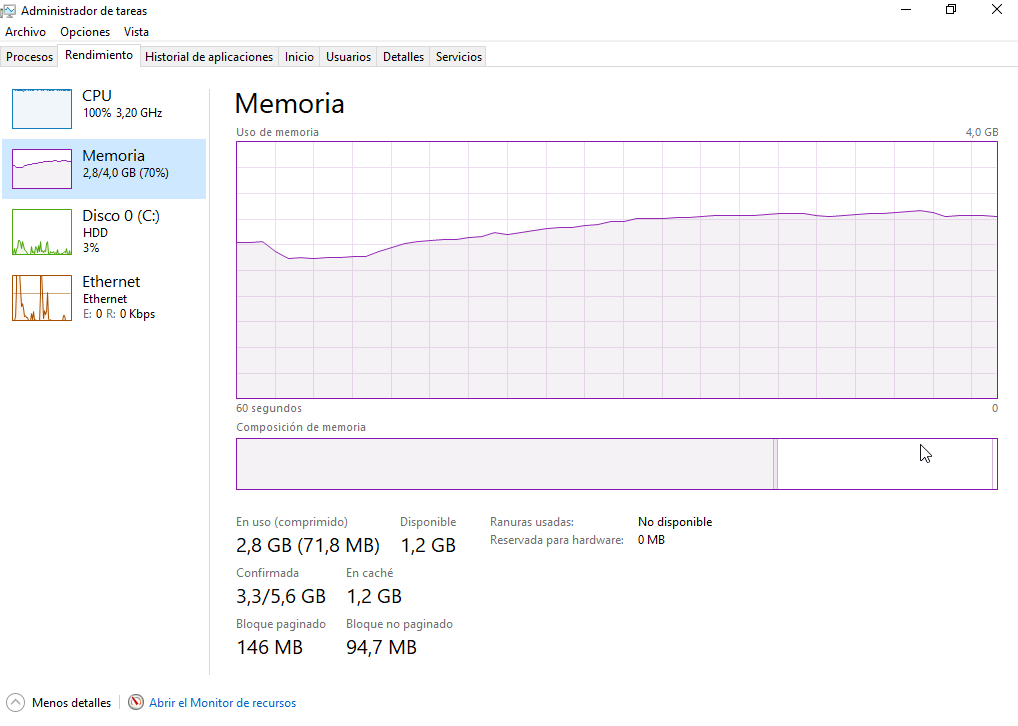 Administrador de tareas
Archivo Opciones Vista
Procesos Rendimiento Historial de aplicaciones Inicio Usuarios Detalles Servicios
CPU
100% 3,20 GHz
Memoria
2,8/4,0 GB (70%)
Disco 0 (C:)
HDD
3%
Ethernet
Ethernet
E: 0 R: 0 Kbps
Memoria
Uso de memoria 4,0 GB
60 segundos 0
Composición de memoria
En uso (comprimido) Disponible
2,8 GB (71,8 MB) 1,2 GB
Confirmada En caché
3,3/5,6 GB 1,2 GB
Bloque paginado Bloque no paginado
146 MB 94,7 MB
Ranuras usadas: No disponible
Reservada para hardware: 0 MB
Menos detalles Abrir el Monitor de recursos